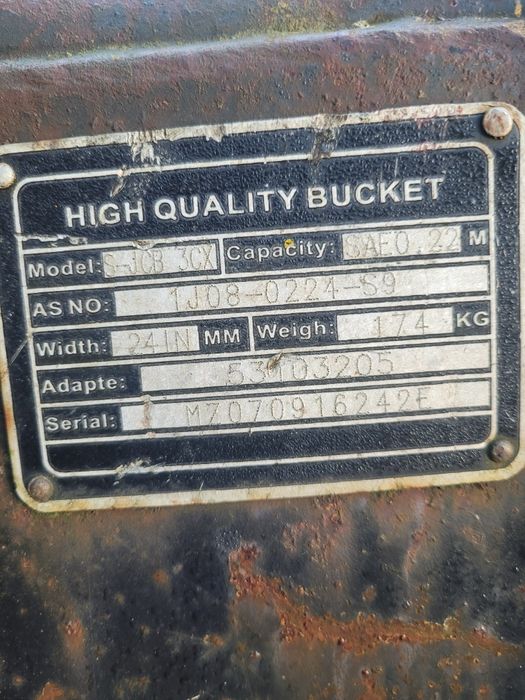 HIGH QUALITY BUCKET
Model: S-JCB 3CX Capacity: SAE0.22 M
AS NO: 1J08-0224-S9
Width: 24IN MM Weigh: 174 KG
Adapte: 53103205
Serial: MZ070916242E